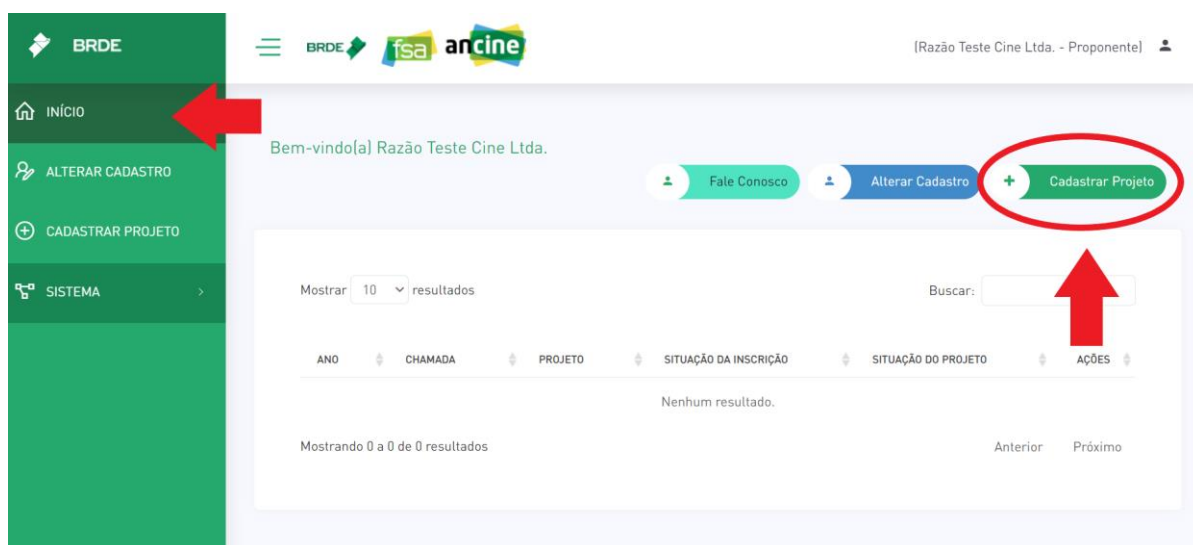 BRDE
BRDE fsa ancine
(Razão Teste Cine Ltda. - Proponente)
INÍCIO
ALTERAR CADASTRO
CADASTRAR PROJETO
SISTEMA
Bem-vindo(a) Razão Teste Cine Ltda.
Fale Conosco
Alterar Cadastro
Cadastrar Projeto
Mostrar 10 resultados
Buscar:
ANO CHAMADA PROJETO SITUAÇÃO DA INSCRIÇÃO SITUAÇÃO DO PROJETO AÇÕES
Nenhum resultado.
Mostrando 0 a 0 de 0 resultados
Anterior Próximo